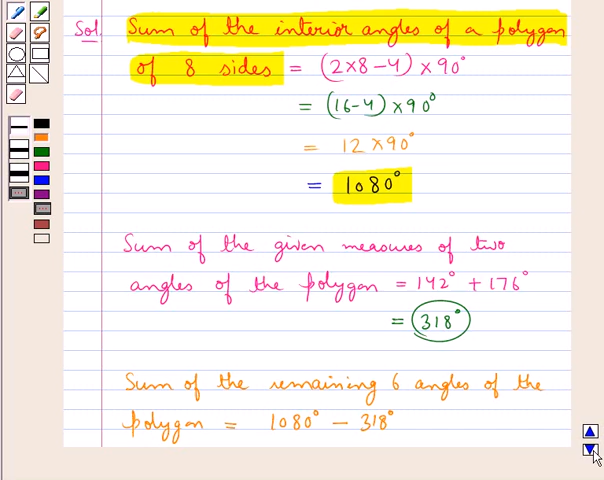 Sol. Sum of the interior angles of a polygon
of 8 sides = (2×8-4) ×90°
= (16-4) ×90°
= 12 ×90°
= 1080°
Sum of the given measures of two
angles of the polygon = 142° + 176°
= 318°
Sum of the remaining 6 angles of the
polygon = 1080° - 318°